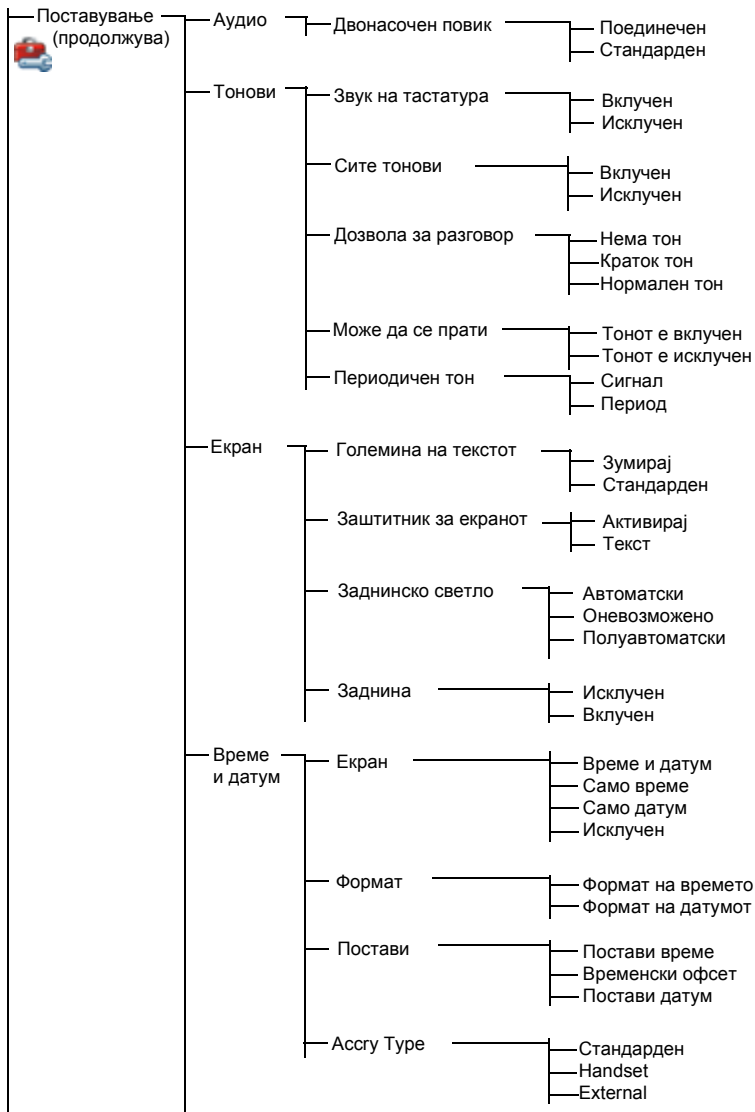 Поставување
(продолжува)
Аудио
Двонасочен повик
Поединечен
Стандарден
Тонови
Звук на тастатура
Вклучен
Исклучен
Сите тонови
Вклучен
Исклучен
Дозвола за разговор
Нема тон
Краток тон
Нормален тон
Може да се прати
Тонот е вклучен
Тонот е исклучен
Периодичен тон
Сигнал
Период
Екран
Големина на текстот
Зумирај
Стандарден
Заштитник за екранот
Активирај
Текст
Заднинско светло
Автоматски
Оневозможено
Полуавтоматски
Заднина
Исклучен
Вклучен
Време
и датум
Екран
Време и датум
Само време
Само датум
Исклучен
Формат
Формат на времето
Формат на датумот
Постави
Постави време
Временски офсет
Постави датум
Accry Type
Стандарден
Handset
External